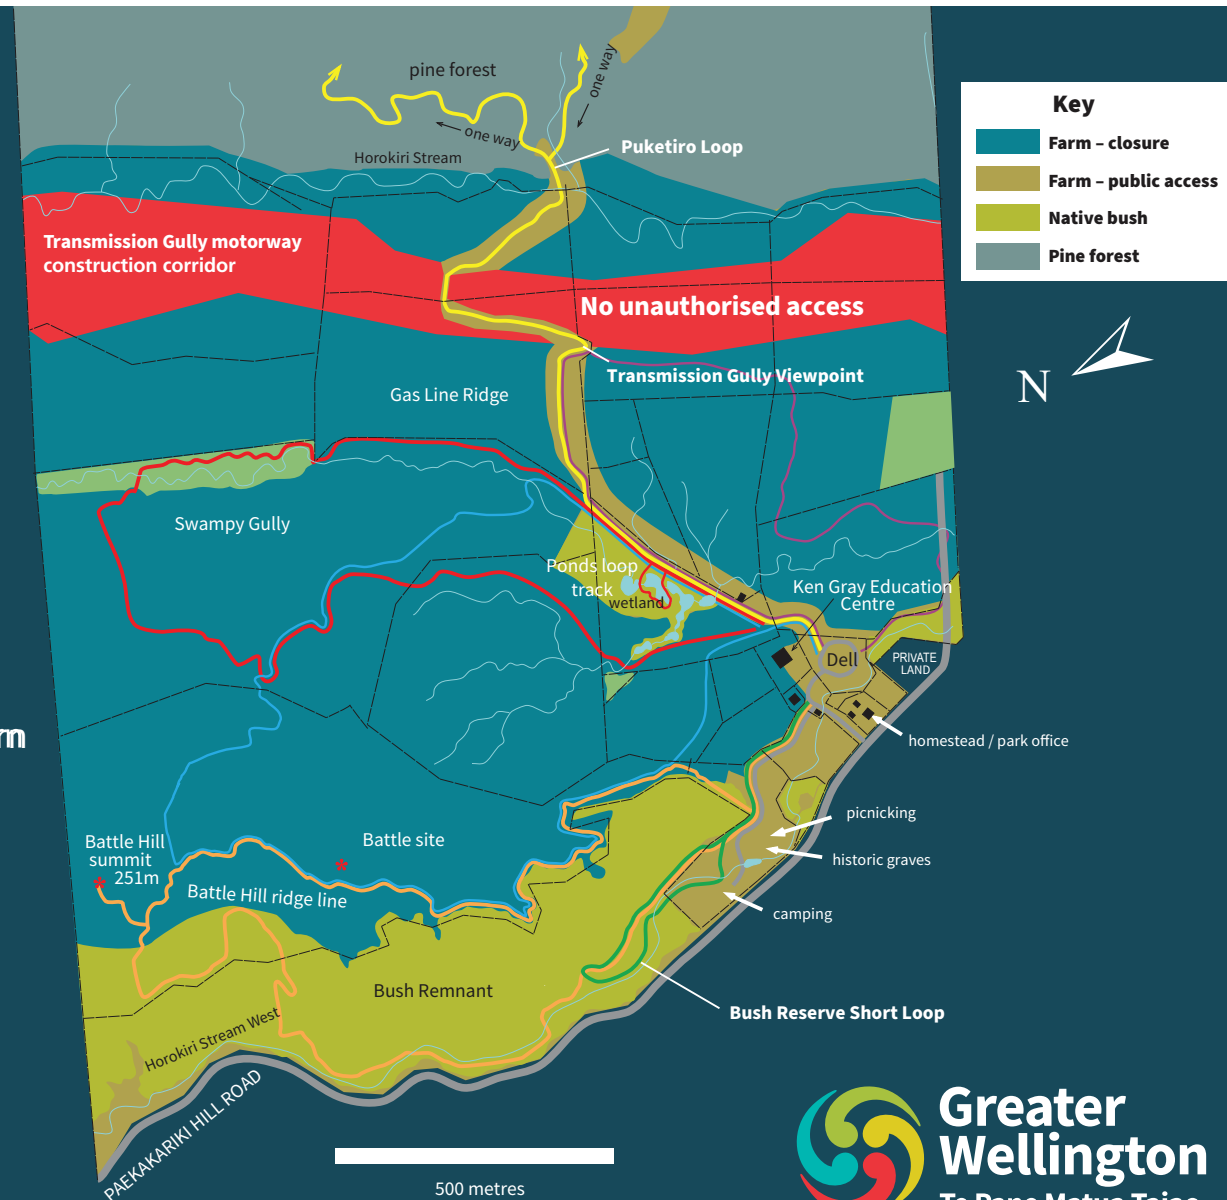 pine forest
one way
one way
Puketiro Loop
Horokiri Stream
Key
Farm – closure
Farm – public access
Native bush
Pine forest
Transmission Gully motorway
construction corridor
No unauthorised access
Transmission Gully Viewpoint
N
Gas Line Ridge
Swampy Gully
Ponds loop
track
wetland
Ken Gray Education
Centre
Dell
PRIVATE
LAND
homestead / park office
picnicking
historic graves
camping
Battle Hill
summit
251m
Battle site
Battle Hill ridge line
Bush Remnant
Bush Reserve Short Loop
Horokiri Stream West
PAEKAKARIKI HILL ROAD
500 metres
Greater
Wellington
Te Pane Matua Taiao